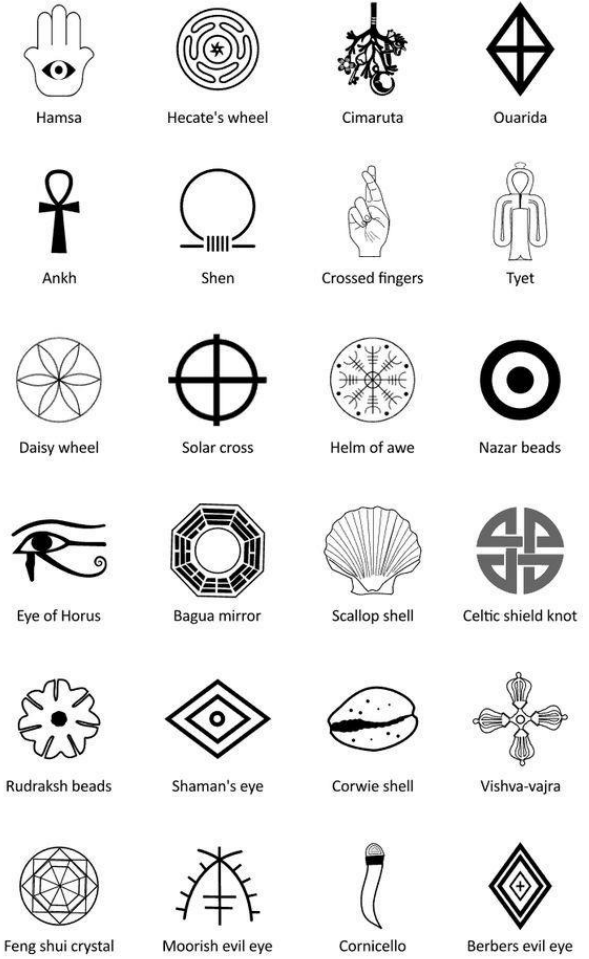 Hamsa
Hecate's wheel
Cimaruta
Ouarida
Ankh
Shen
Crossed fingers
Tyet
Daisy wheel
Solar cross
Helm of awe
Nazar beads
Eye of Horus
Bagua mirror
Scallop shell
Celtic shield knot
Rudraksh beads
Shaman's eye
Corwie shell
Vishva-vajra
Feng shui crystal
Moorish evil eye
Cornicello
Berbers evil eye